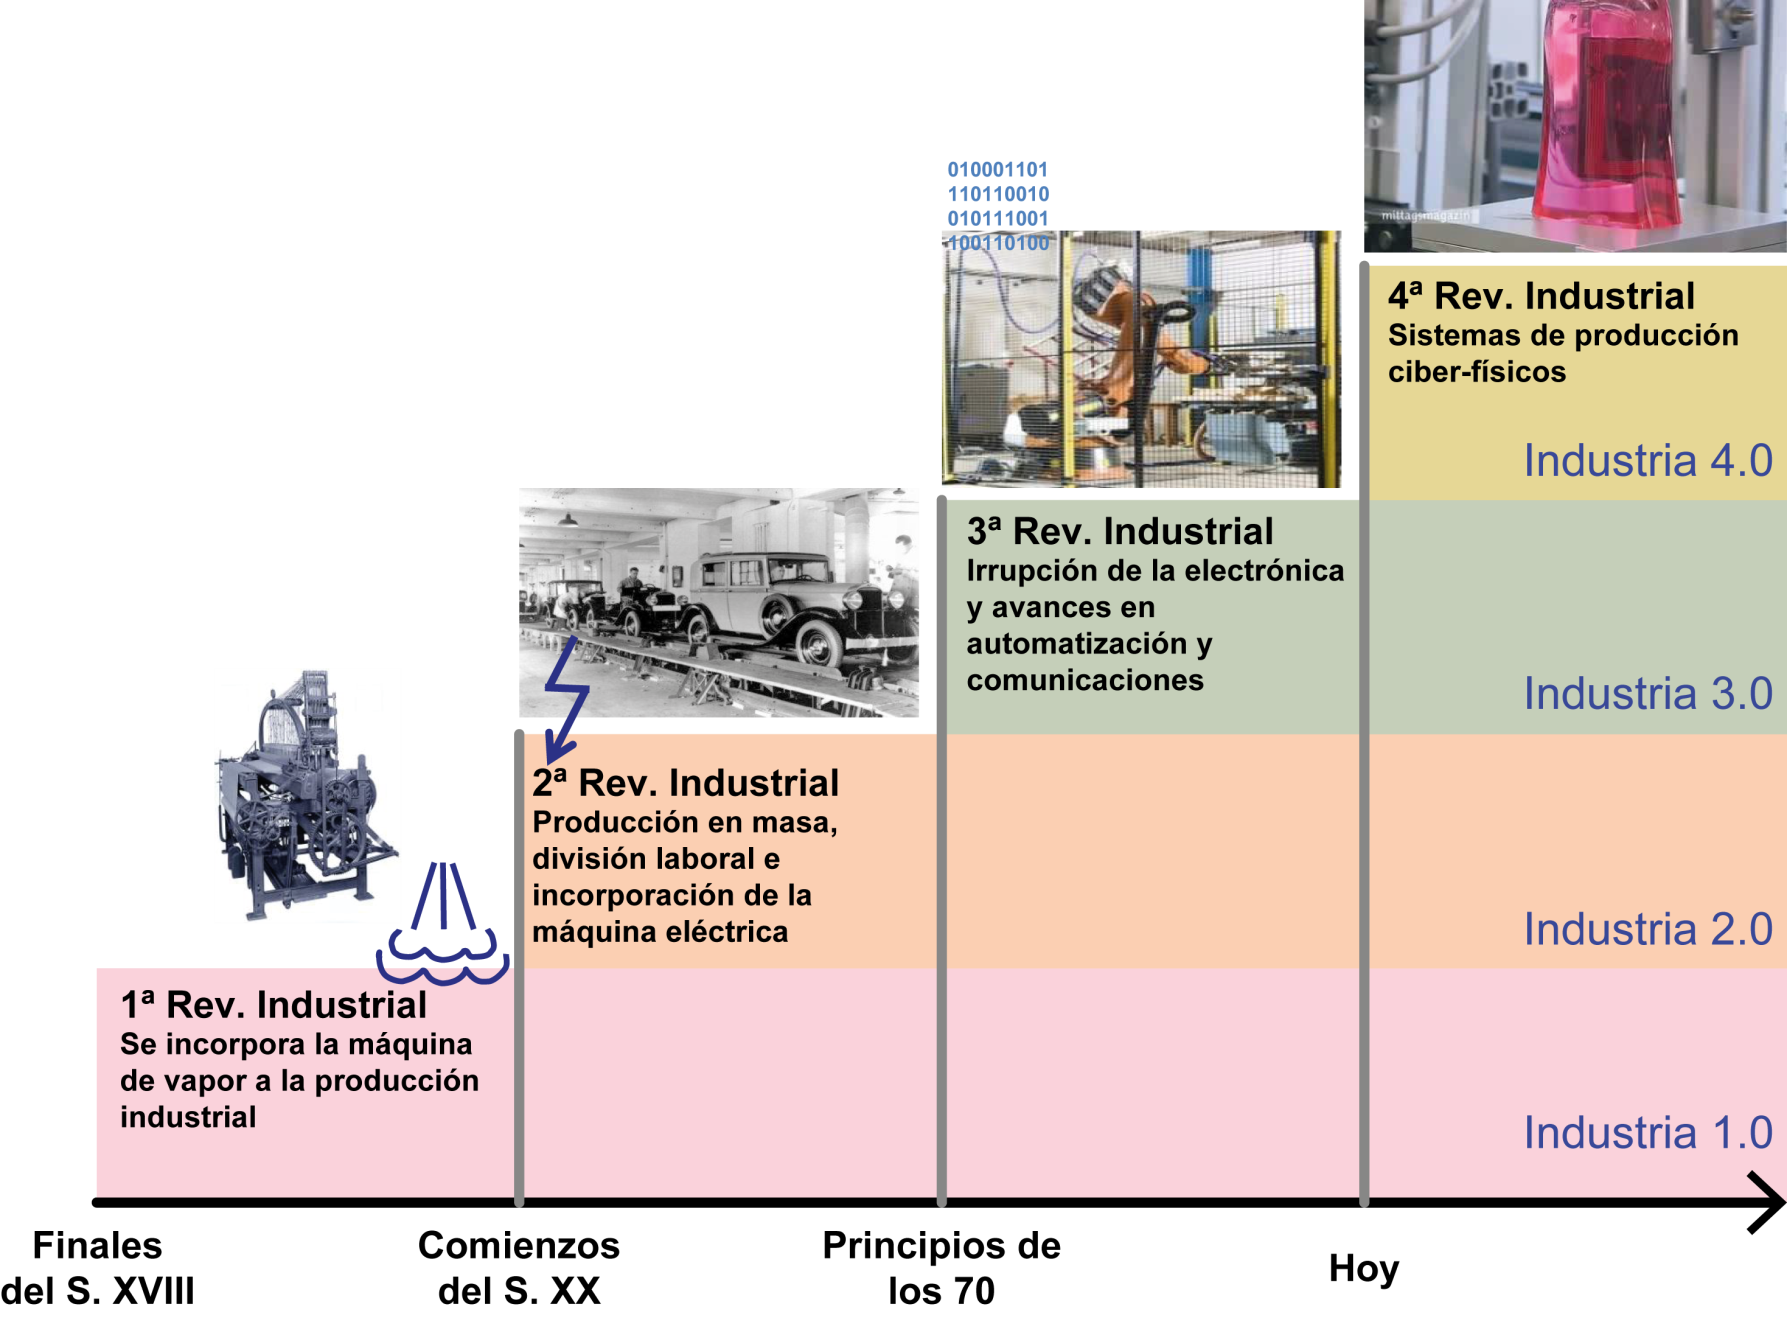 mittagsmagazin
010001101
110110010
010111001
100110100
4ª Rev. Industrial
Sistemas de producción
ciber-físicos
Industria 4.0
3ª Rev. Industrial
Irrupción de la electrónica
y avances en
automatización y
comunicaciones
Industria 3.0
2ª Rev. Industrial
Producción en masa,
división laboral e
incorporación de la
máquina eléctrica
Industria 2.0
1ª Rev. Industrial
Se incorpora la máquina
de vapor a la producción
industrial
Industria 1.0
Finales
del S. XVIII
Comienzos
del S. XX
Principios de
los 70
Hoy